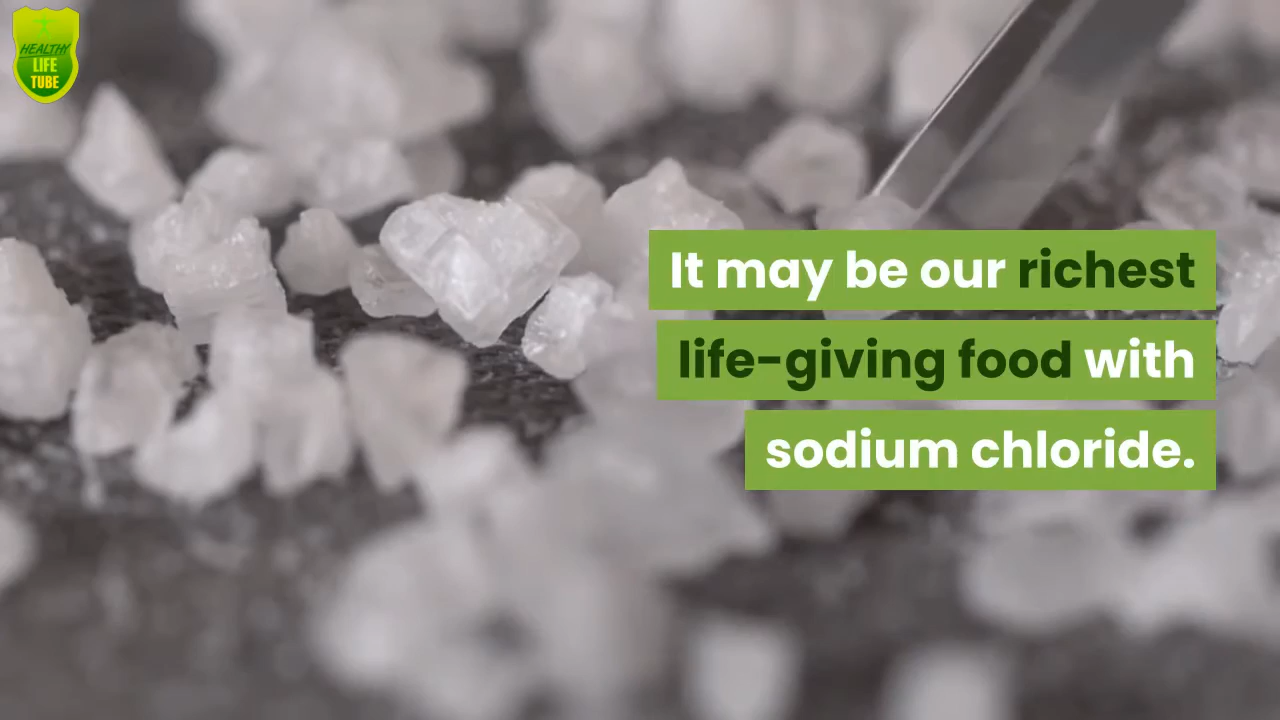 HEALTHY
LIFE
TUBE
It may be our richest
life-giving food with
sodium chloride.